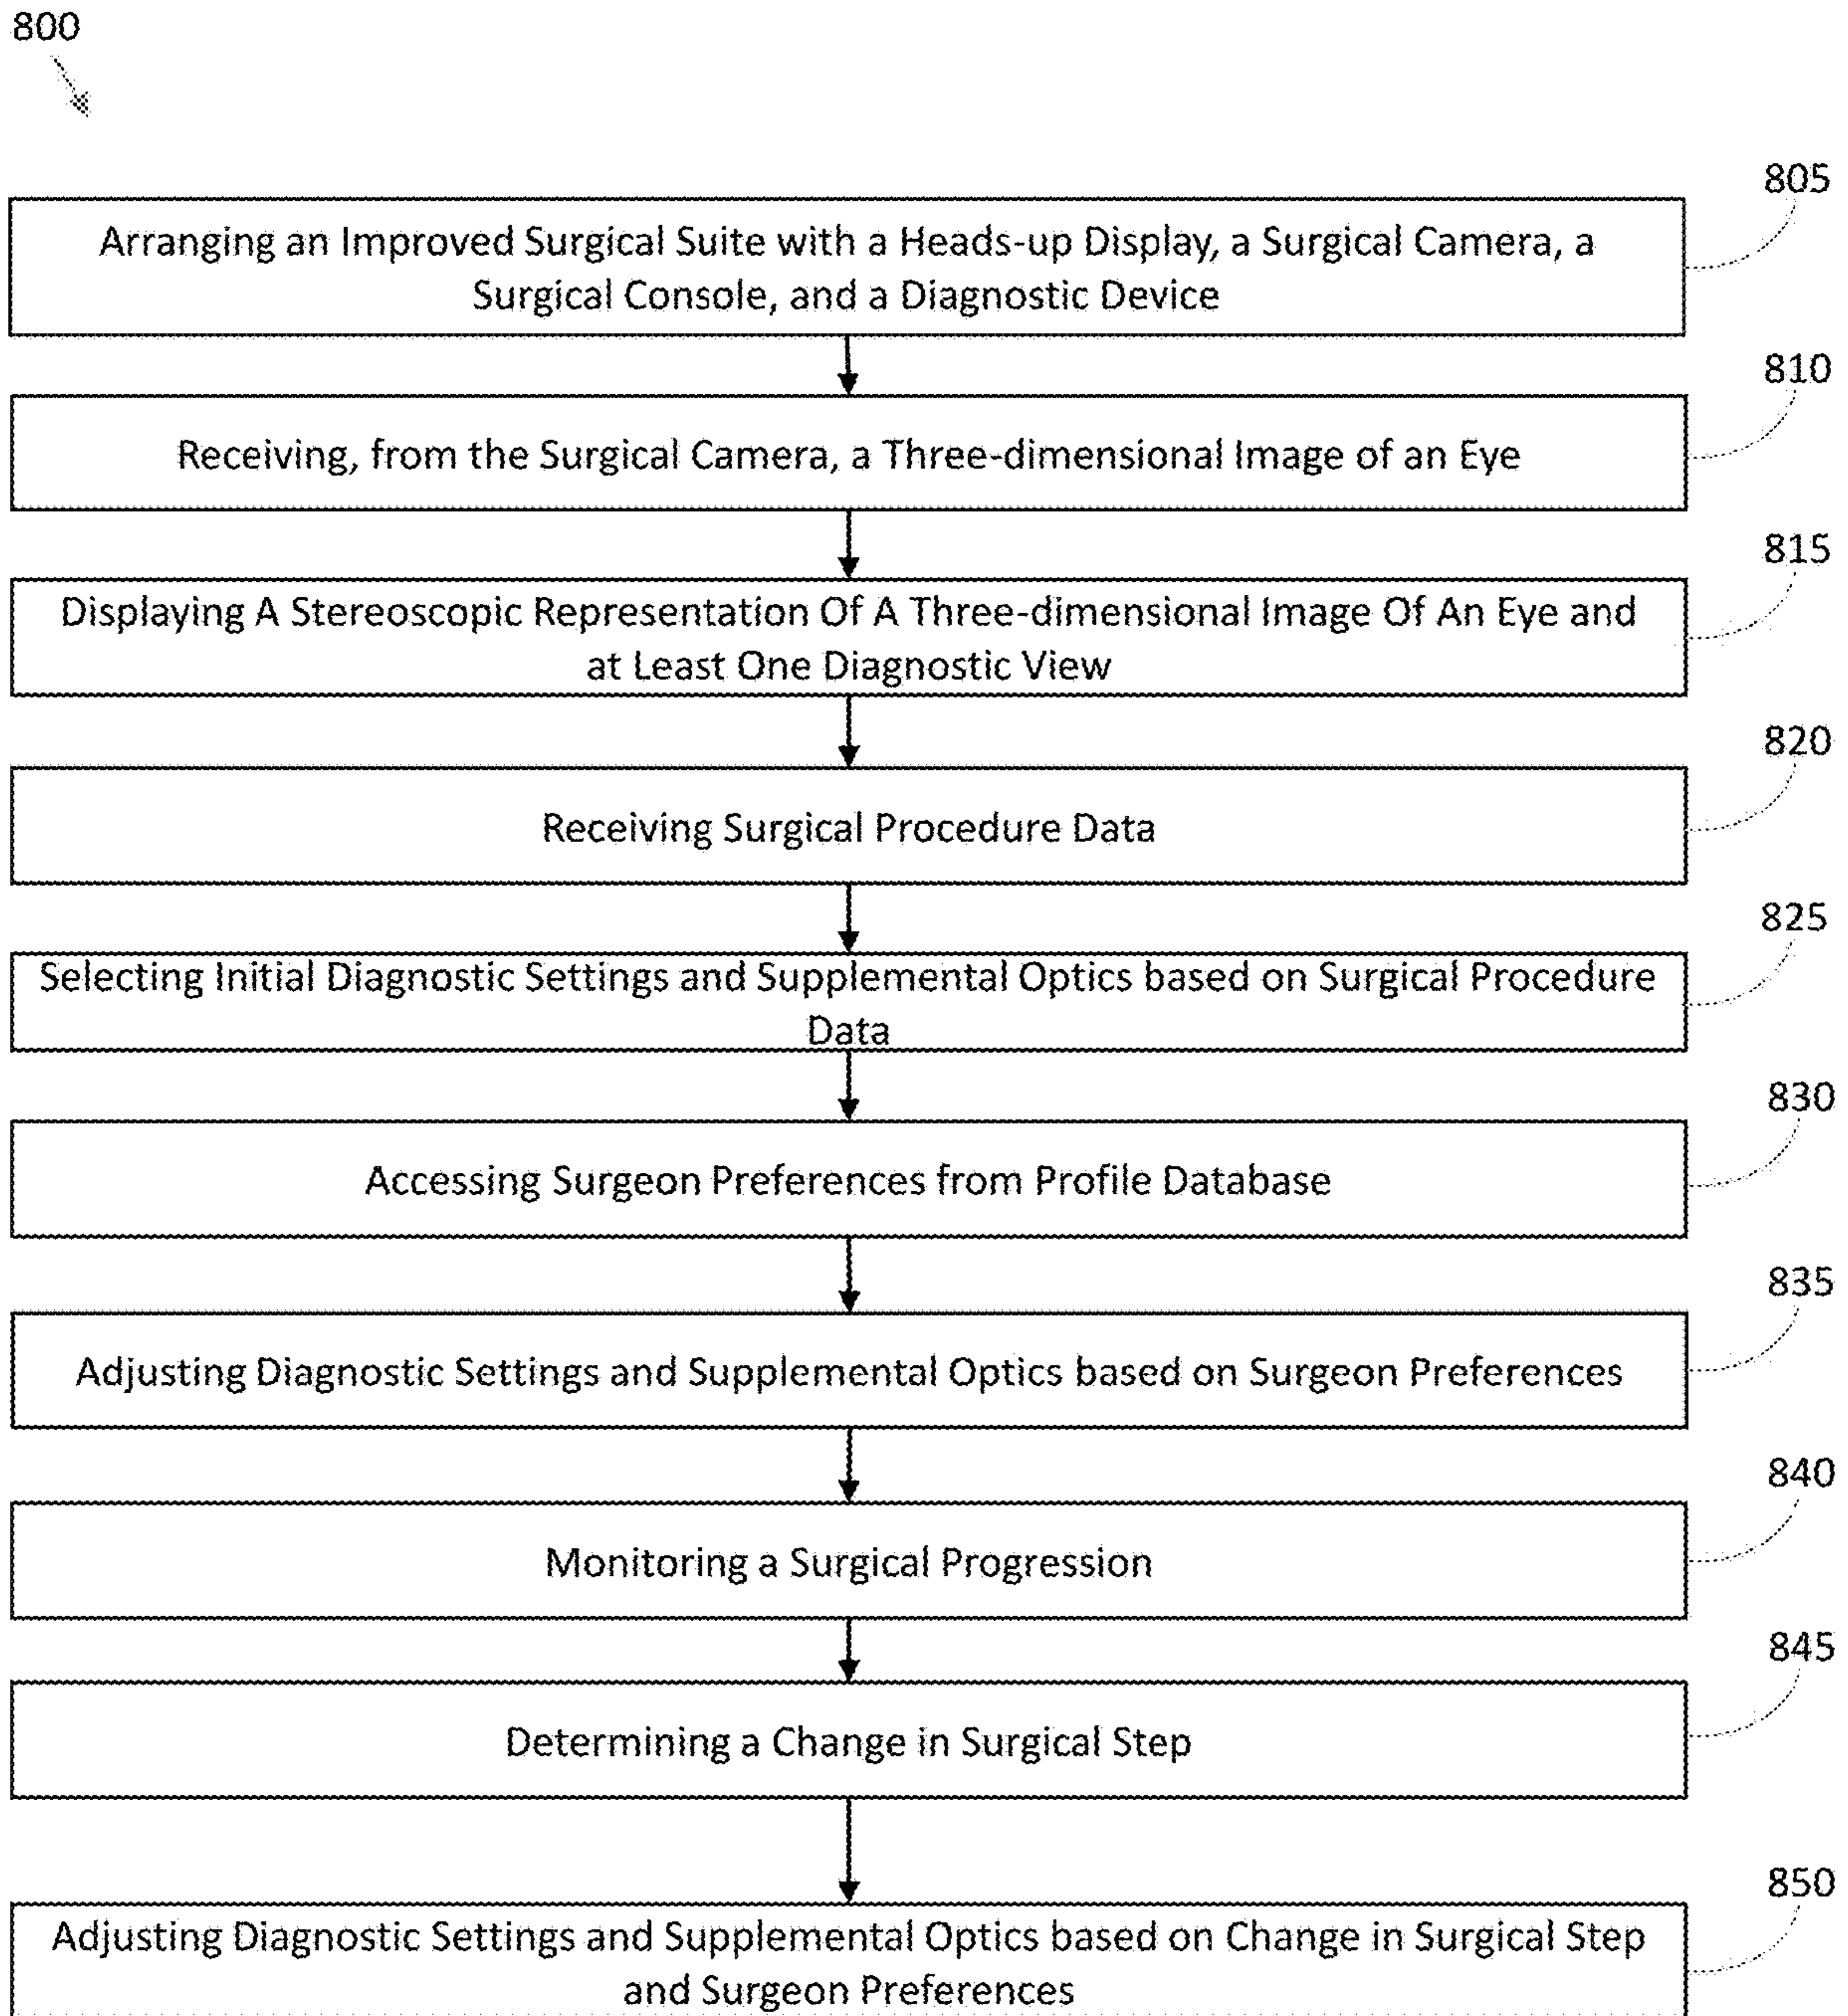 800
805
Arranging an Improved Surgical Suite with a Heads-up Display, a Surgical Camera, a
Surgical Console, and a Diagnostic Device
810
Receiving, from the Surgical Camera, a Three-dimensional Image of an Eye
815
Displaying A Stereoscopic Representation Of A Three-dimensional Image Of An Eye and
at Least One Diagnostic View
820
Receiving Surgical Procedure Data
825
Selecting Initial Diagnostic Settings and Supplemental Optics based on Surgical Procedure
Data
830
Accessing Surgeon Preferences from Profile Database
835
Adjusting Diagnostic Settings and Supplemental Optics based on Surgeon Preferences
840
Monitoring a Surgical Progression
845
Determining a Change in Surgical Step
850
Adjusting Diagnostic Settings and Supplemental Optics based on Change in Surgical Step
and Surgeon Preferences